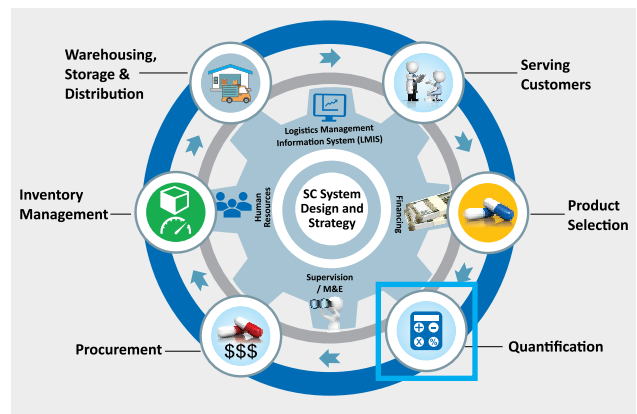 Warehousing,
Storage &
Distribution
Serving
Customers
Logistics Management
Information System (LMIS)
Inventory
Management
Human
Resources
SC System
Design and
Strategy
Financing
Product
Selection
Supervision
/ M&E
Procurement
$$$
Quantification